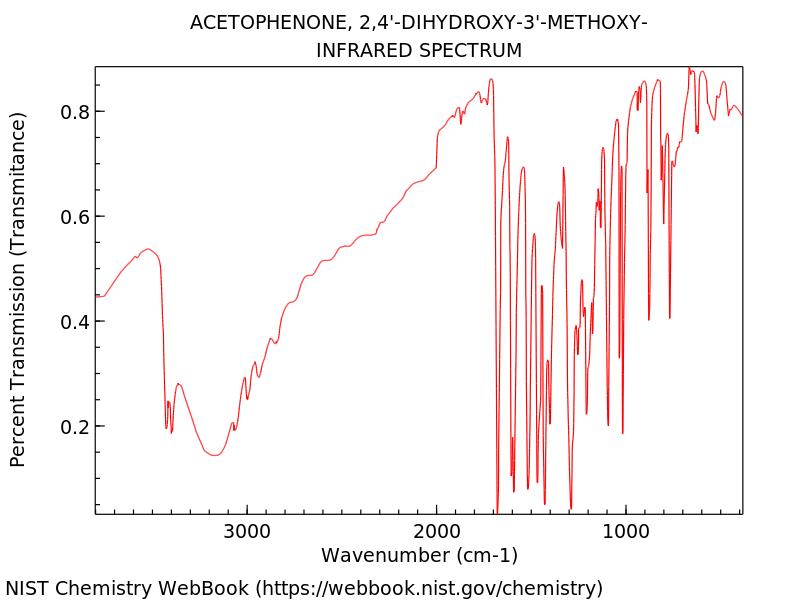 ACETOPHENONE, 2,4'-DIHYDROXY-3'-METHOXY-
INFRARED SPECTRUM
Percent Transmission (Transmitance)
0.8
0.6
0.4
0.2
3000 2000 1000
Wavenumber (cm-1)
NIST Chemistry WebBook (https://webbook.nist.gov/chemistry)